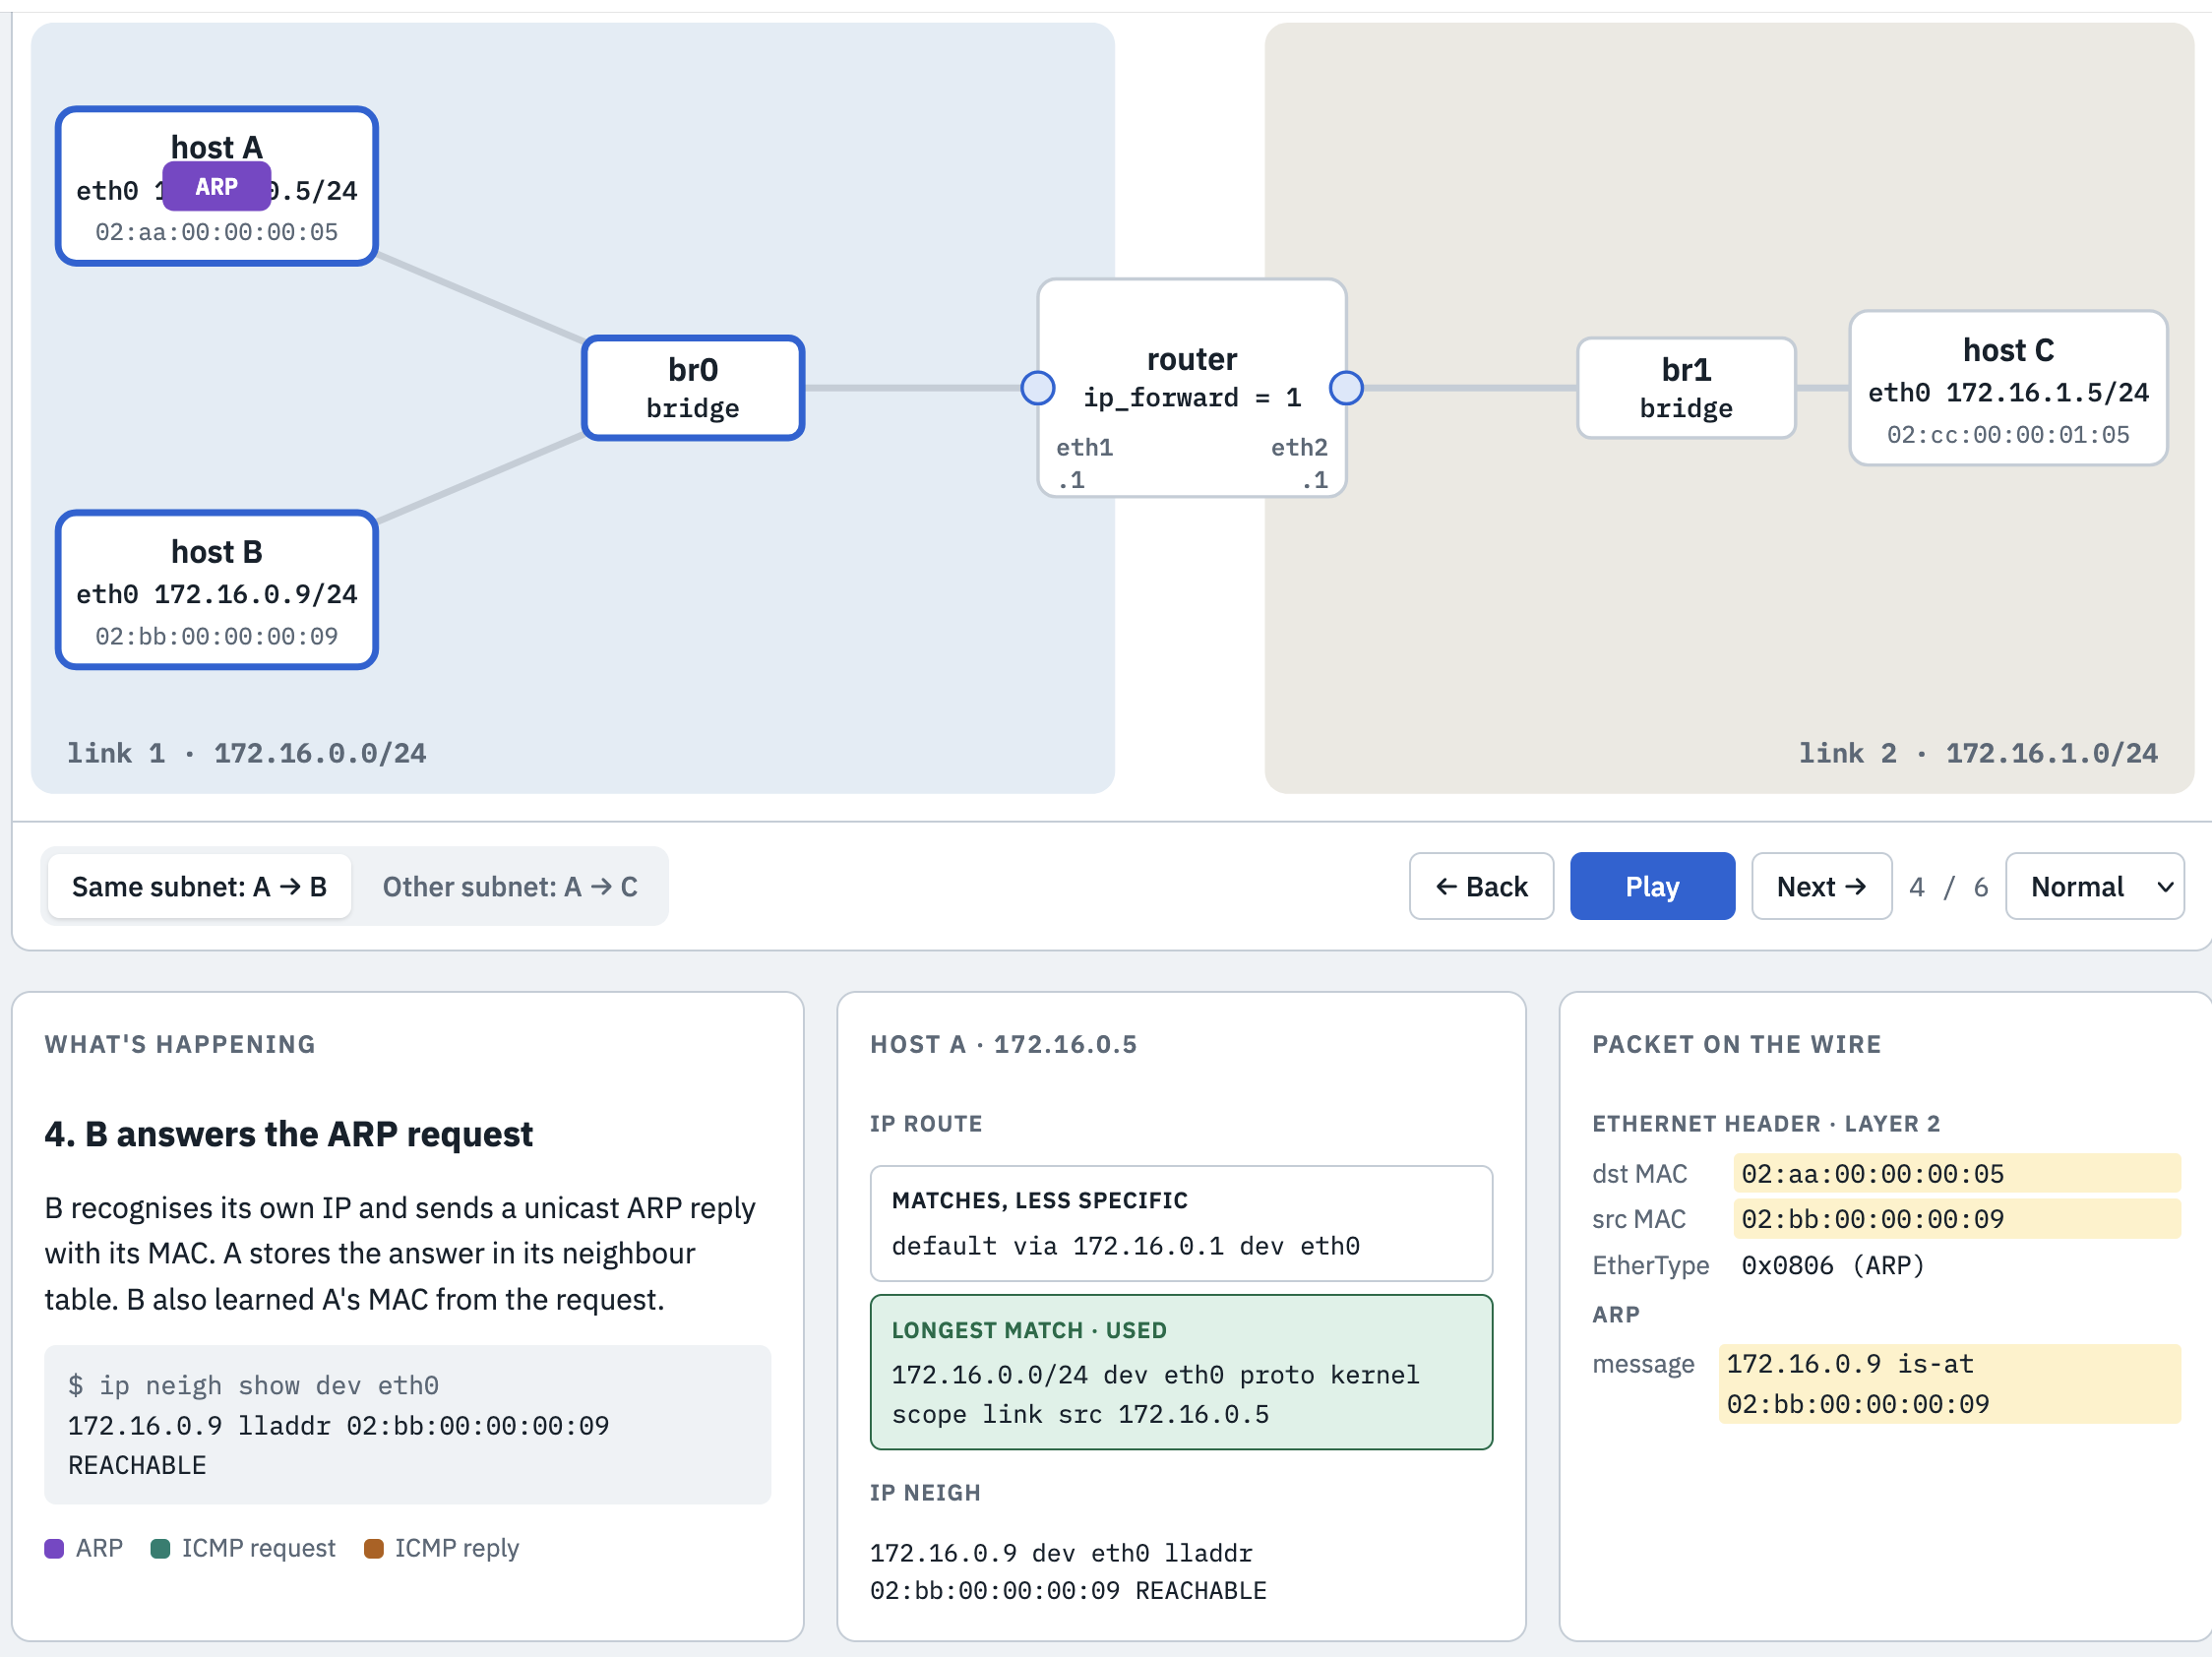 host A
ARP
eth0 1 0.5/24
02:aa:00:00:00:05
br0
bridge
router
ip_forward = 1
eth1
.1
eth2
.1
br1
bridge
host C
eth0 172.16.1.5/24
02:cc:00:00:01:05
host B
eth0 172.16.0.9/24
02:bb:00:00:00:09
link 1 · 172.16.0.0/24
link 2 · 172.16.1.0/24
Same subnet: A → B
Other subnet: A → C
← Back
Play
Next →
4 / 6
Normal
WHAT'S HAPPENING
4. B answers the ARP request
B recognises its own IP and sends a unicast ARP reply
with its MAC. A stores the answer in its neighbour
table. B also learned A's MAC from the request.
$ ip neigh show dev eth0
172.16.0.9 lladdr 02:bb:00:00:00:09
REACHABLE
ARP
ICMP request
ICMP reply
HOST A · 172.16.0.5
IP ROUTE
MATCHES, LESS SPECIFIC
default via 172.16.0.1 dev eth0
LONGEST MATCH · USED
172.16.0.0/24 dev eth0 proto kernel
scope link src 172.16.0.5
IP NEIGH
172.16.0.9 dev eth0 lladdr
02:bb:00:00:00:09 REACHABLE
PACKET ON THE WIRE
ETHERNET HEADER · LAYER 2
dst MAC 02:aa:00:00:00:05
src MAC 02:bb:00:00:00:09
EtherType 0x0806 (ARP)
ARP
message 172.16.0.9 is-at
02:bb:00:00:00:09